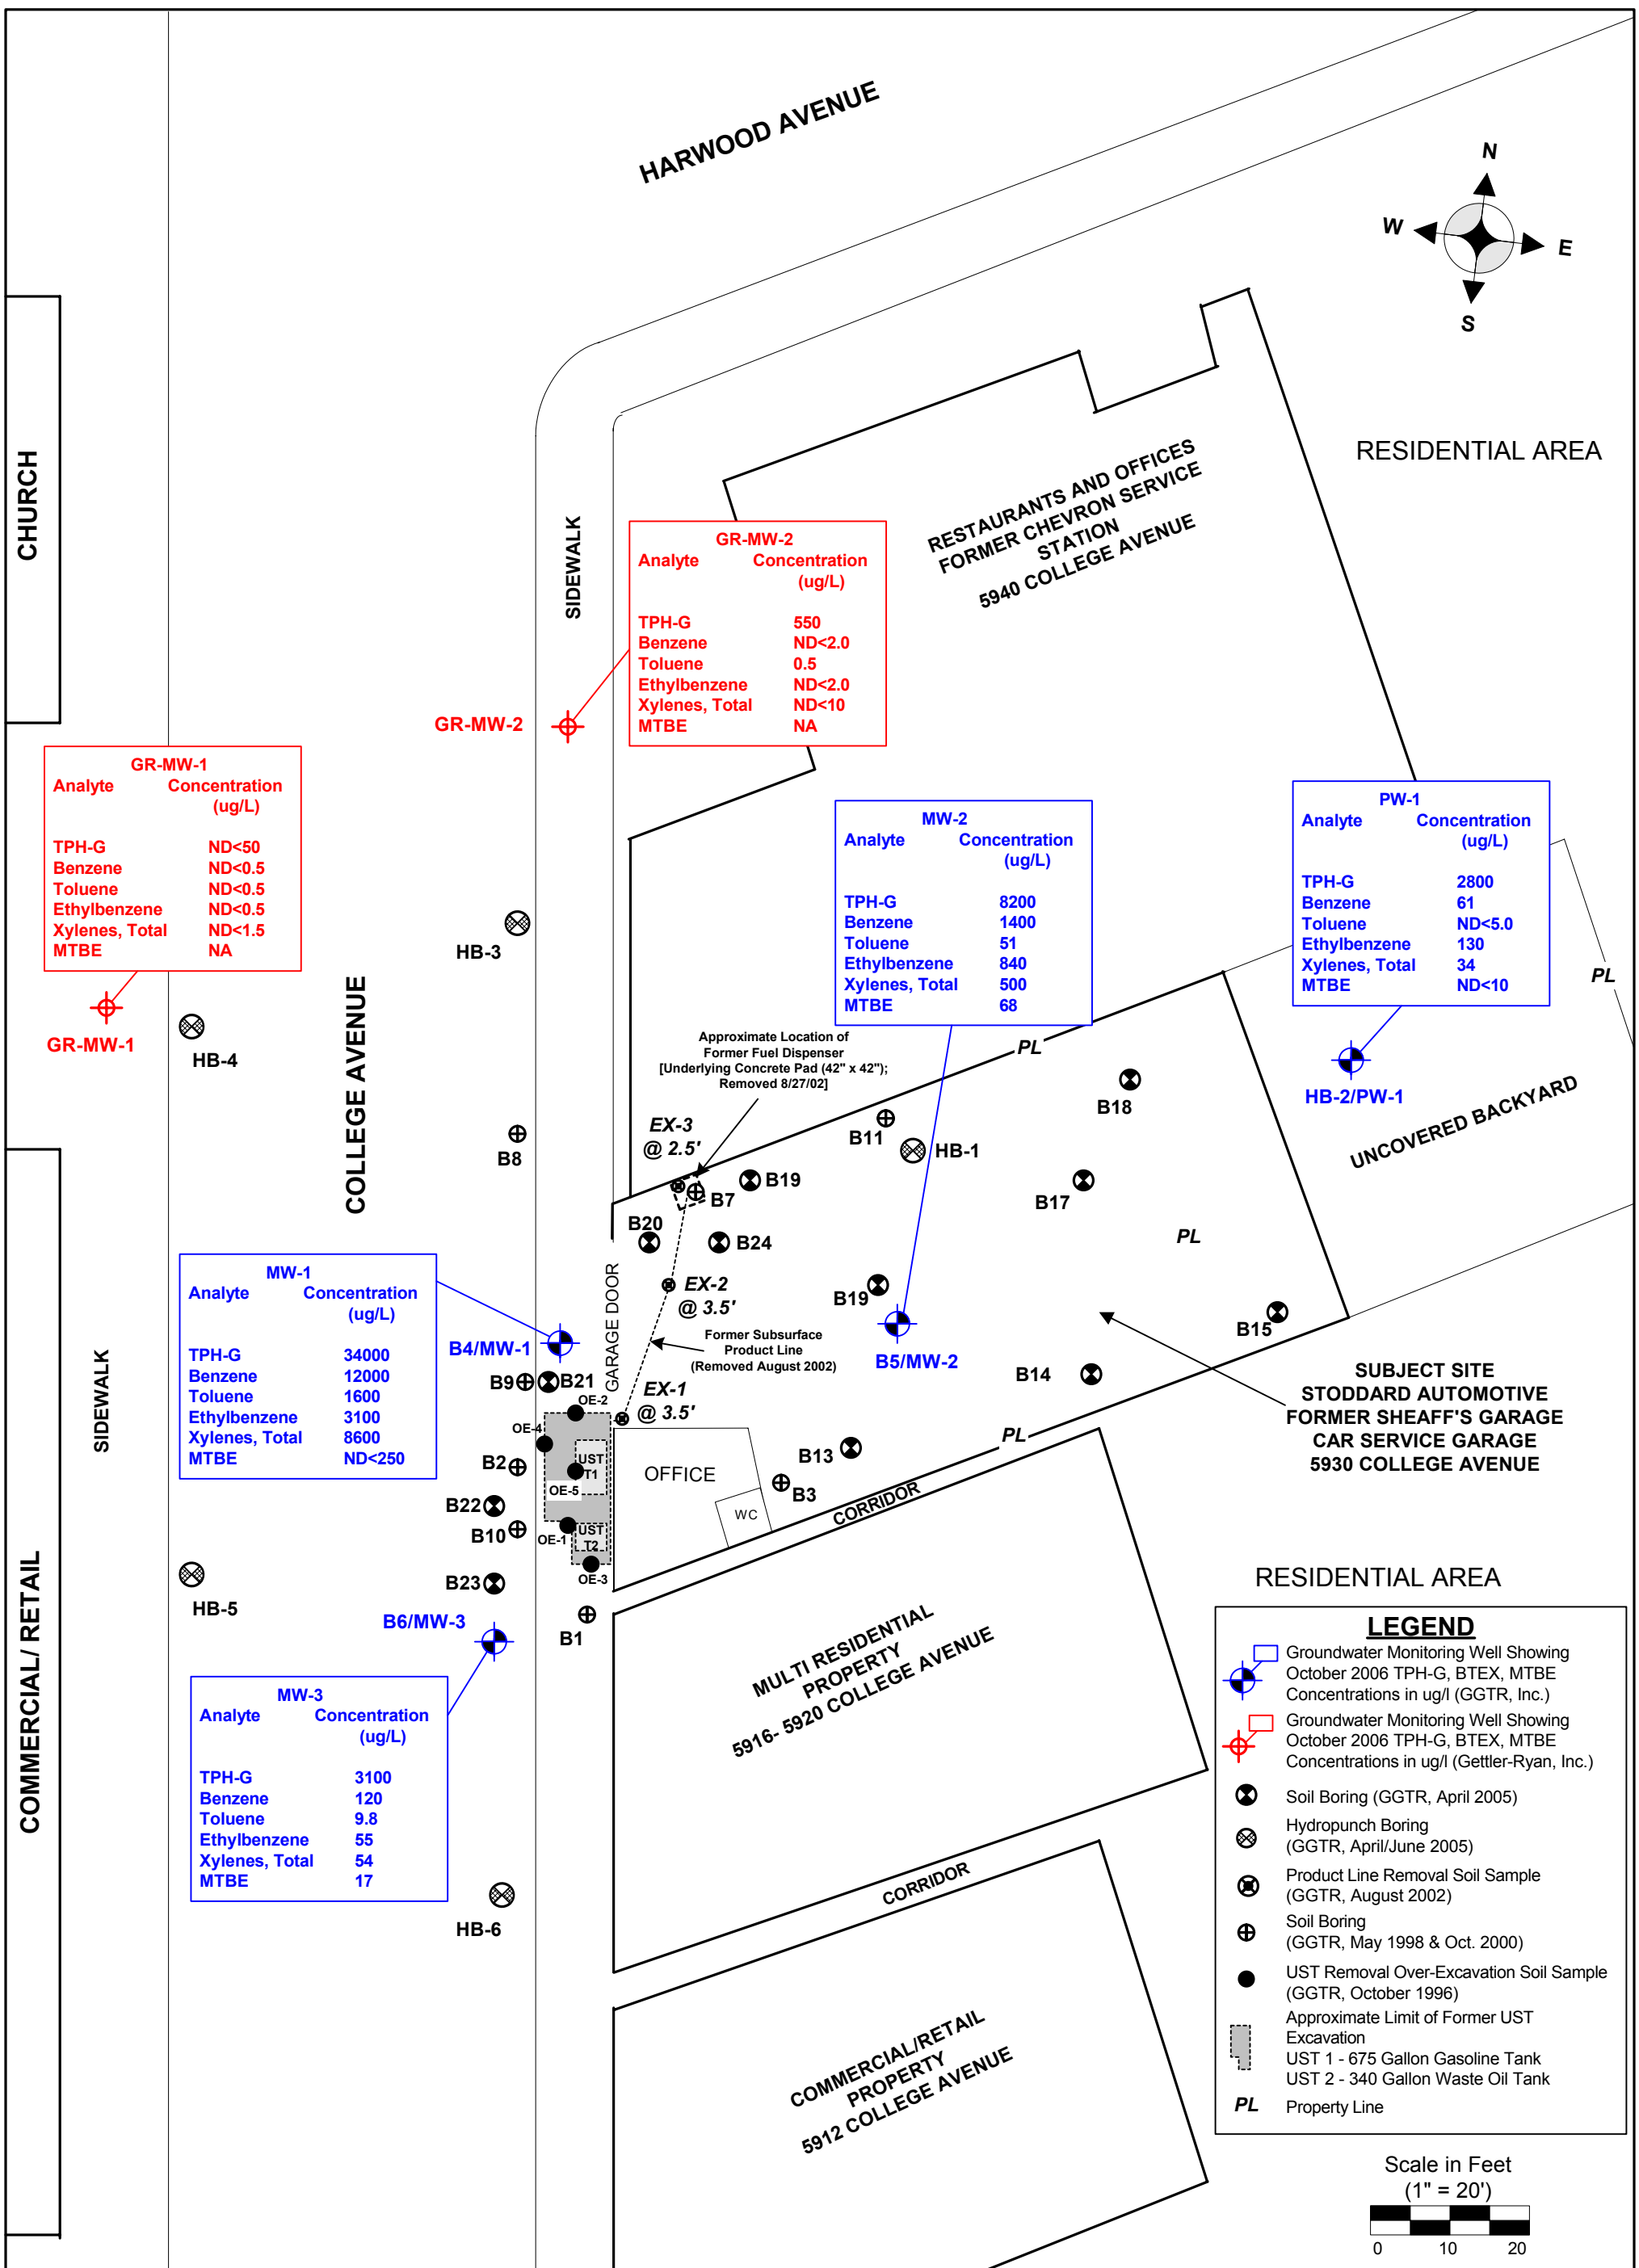 HARWOOD AVENUE
N
W
E
S
CHURCH
SIDEWALK
RESTAURANTS AND OFFICES
FORMER CHEVRON SERVICE
STATION
5940 COLLEGE AVENUE
RESIDENTIAL AREA
GR-MW-2
Analyte Concentration
(ug/L)
TPH-G 550
Benzene ND<2.0
Toluene 0.5
Ethylbenzene ND<2.0
Xylenes, Total ND<10
MTBE NA
GR-MW-2
GR-MW-1
Analyte Concentration
(ug/L)
TPH-G ND<50
Benzene ND<0.5
Toluene ND<0.5
Ethylbenzene ND<0.5
Xylenes, Total ND<1.5
MTBE NA
GR-MW-1
MW-2
Analyte Concentration
(ug/L)
TPH-G 8200
Benzene 1400
Toluene 51
Ethylbenzene 840
Xylenes, Total 500
MTBE 68
PW-1
Analyte Concentration
(ug/L)
TPH-G 2800
Benzene 61
Toluene ND<5.0
Ethylbenzene 130
Xylenes, Total 34
MTBE ND<10
PL
HB-3
HB-4
COLLEGE AVENUE
Approximate Location of
Former Fuel Dispenser
[Underlying Concrete Pad (42" x 42");
Removed 8/27/02]
PL
HB-2/PW-1
UNCOVERED BACKYARD
B18
B11
HB-1
EX-3
@ 2.5'
B8
B7
B19
B17
B20
B24
PL
GARAGE DOOR
EX-2
@ 3.5'
B19
B15
MW-1
Analyte Concentration
(ug/L)
TPH-G 34000
Benzene 12000
Toluene 1600
Ethylbenzene 3100
Xylenes, Total 8600
MTBE ND<250
B4/MW-1
Former Subsurface
Product Line
(Removed August 2002)
B5/MW-2
B14
B9
B21
EX-1
@ 3.5'
SUBJECT SITE
STODDARD AUTOMOTIVE
FORMER SHEAFF'S GARAGE
CAR SERVICE GARAGE
5930 COLLEGE AVENUE
SIDEWALK
OE-2
OE-4
B2
UST
T1
OE-5
OFFICE
WC
B13
B3
PL
CORRIDOR
B22
B10
OE-1
UST
T2
OE-3
B23
B1
HB-5
COMMERCIAL/ RETAIL
B6/MW-3
MW-3
Analyte Concentration
(ug/L)
TPH-G 3100
Benzene 120
Toluene 9.8
Ethylbenzene 55
Xylenes, Total 54
MTBE 17
HB-6
MULTI RESIDENTIAL
PROPERTY
5916- 5920 COLLEGE AVENUE
CORRIDOR
COMMERCIAL/RETAIL
PROPERTY
5912 COLLEGE AVENUE
RESIDENTIAL AREA
LEGEND
Groundwater Monitoring Well Showing
October 2006 TPH-G, BTEX, MTBE
Concentrations in ug/l (GGTR, Inc.)
Groundwater Monitoring Well Showing
October 2006 TPH-G, BTEX, MTBE
Concentrations in ug/l (Gettler-Ryan, Inc.)
Soil Boring (GGTR, April 2005)
Hydropunch Boring
(GGTR, April/June 2005)
Product Line Removal Soil Sample
(GGTR, August 2002)
Soil Boring
(GGTR, May 1998 & Oct. 2000)
UST Removal Over-Excavation Soil Sample
(GGTR, October 1996)
Approximate Limit of Former UST
Excavation
UST 1 - 675 Gallon Gasoline Tank
UST 2 - 340 Gallon Waste Oil Tank
PL Property Line
Scale in Feet
(1" = 20')
0 10 20